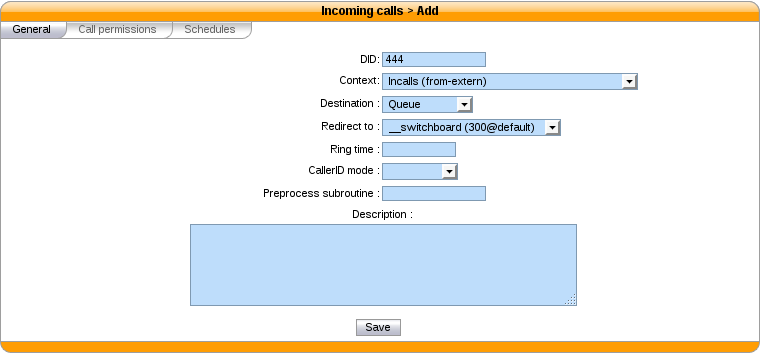 Incoming calls > Add
General Call permissions Schedules
DID: 444
Context: Incalls (from-extern)
Destination : Queue
Redirect to : __switchboard (300@default)
Ring time :
CallerID mode :
Preprocess subroutine :
Description :
Save